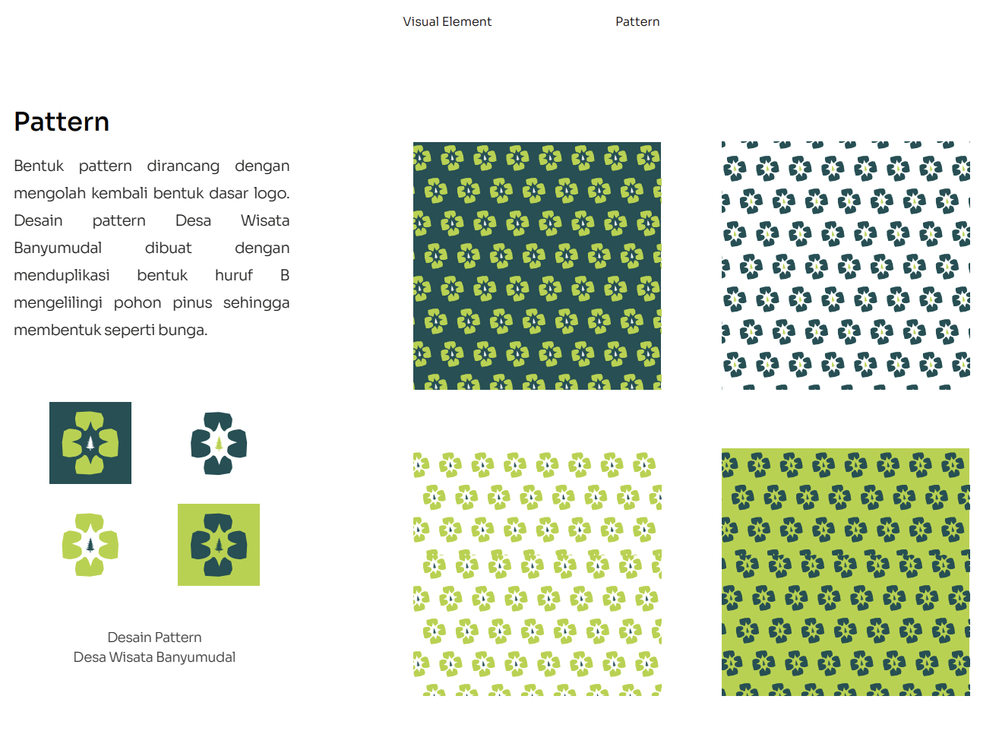 Visual Element
Pattern
Pattern
Bentuk pattern dirancang dengan
mengolah kembali bentuk dasar logo.
Desain pattern Desa Wisata
Banyumudal dibuat dengan
menduplikasi bentuk huruf B
mengelilingi pohon pinus sehingga
membentuk seperti bunga.
Desain Pattern
Desa Wisata Banyumudal